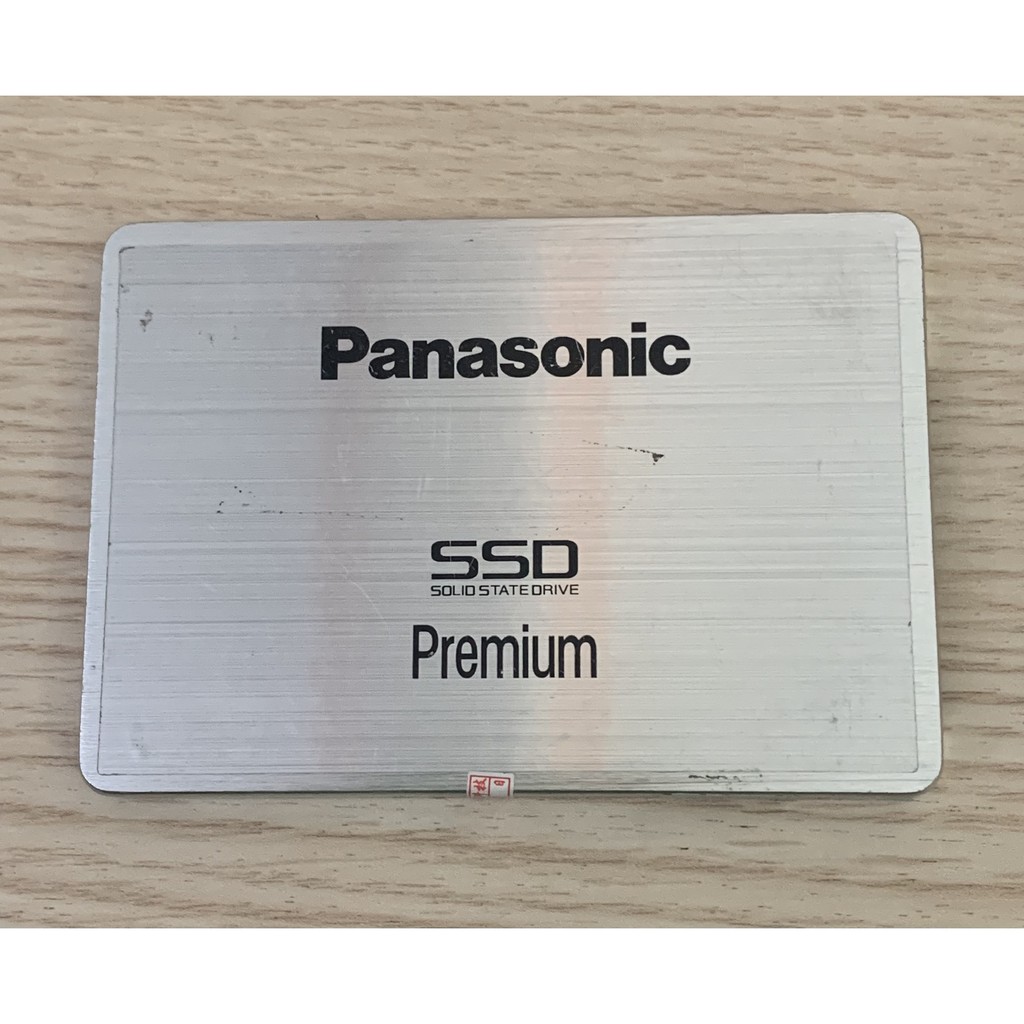 Panasonic
SSD
SOLID STATE DRIVE
Premium